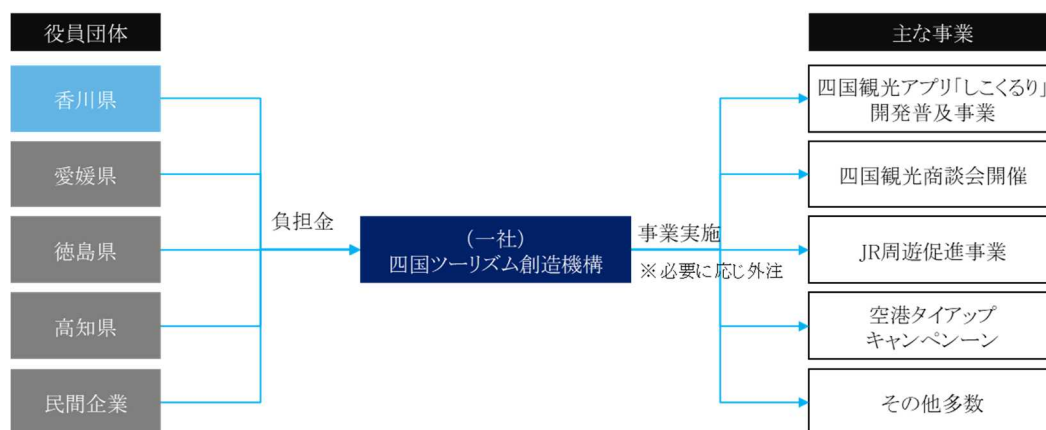 役員団体
香川県
愛媛県
徳島県
高知県
民間企業
負担金
(一社)
四国ツーリズム創造機構
事業実施
※必要に応じ外注
主な事業
四国観光アプリ「しこくるり」
開発普及事業
四国観光商談会開催
JR周遊促進事業
空港タイアップ
キャンペーン
その他多数